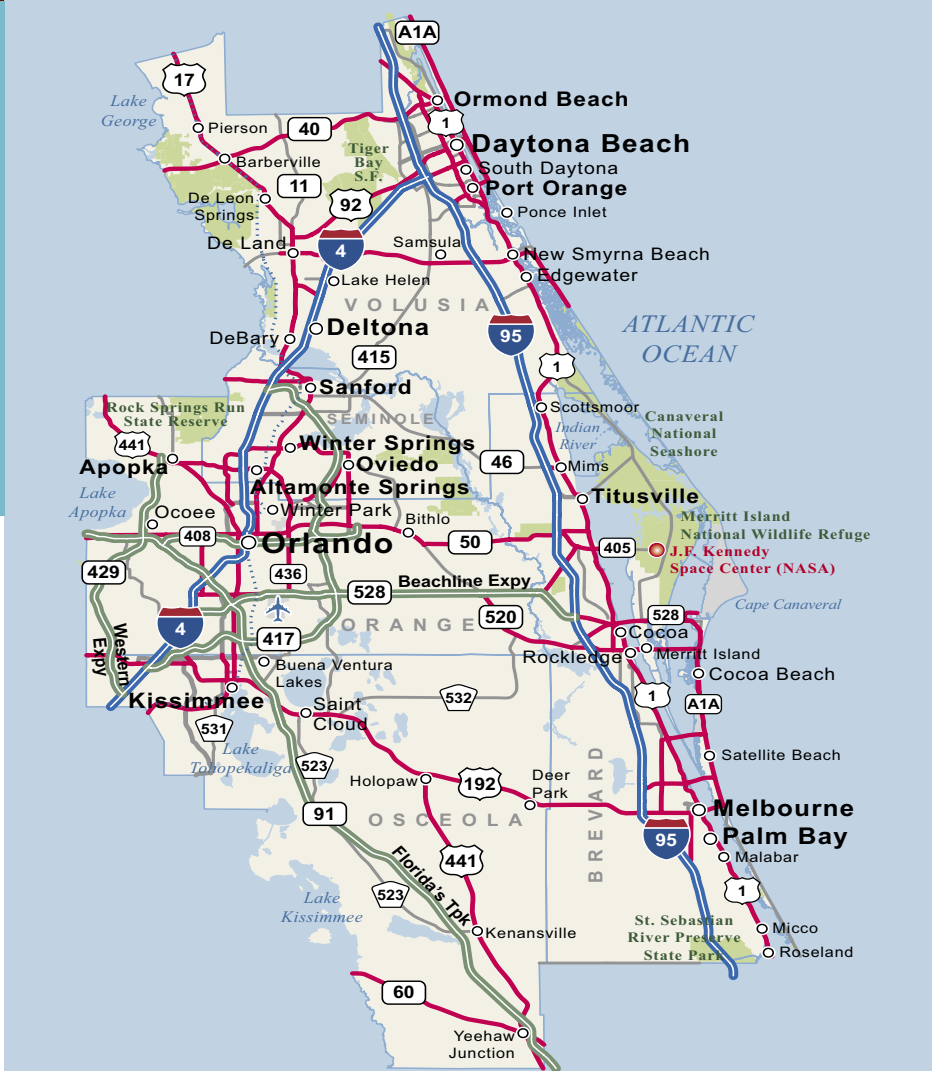 A1A
17
Lake
George
Ormond Beach
Pierson
40
1
Tiger
Bay
S.F.
Daytona Beach
Barberville
South Daytona
11
Port Orange
De Leon
Springs
92
Ponce Inlet
De Land
4
Samsula
New Smyrna Beach
Edgewater
Lake Helen
VOLUSIA
ATLANTIC
OCEAN
Deltona
95
DeBary
415
1
Sanford
Rock Springs Run
State Reserve
SEMINOLE
Scottsmoor
Indian
River
Canaveral
National
Seashore
441
Winter Springs
Apopka
Oviedo
46
Mims
Altamonte Springs
Lake
Apopka
Titusville
Ocoee
Winter Park
Bithlo
Merritt Island
National Wildlife Refuge
408
Orlando
50
405
J.F. Kennedy
Space Center (NASA)
429
436
Beachline Expy
528
Cape Canaveral
520
528
4
417
ORANGE
Cocoa
Western
Expy
Rockledge
Merritt Island
Buena Ventura
Lakes
Cocoa Beach
Kissimmee
532
1
A1A
Saint
Cloud
531
Lake
Tohopekaliga
523
Satellite Beach
Holopaw
192
Deer
Park
BREVARD
91
OSCEOLA
Melbourne
95
Palm Bay
Malabar
441
Florida's Tpk
523
1
Lake
Kissimmee
St. Sebastian
River Preserve
State Park
Micco
Kenansville
Roseland
60
Yeehaw
Junction